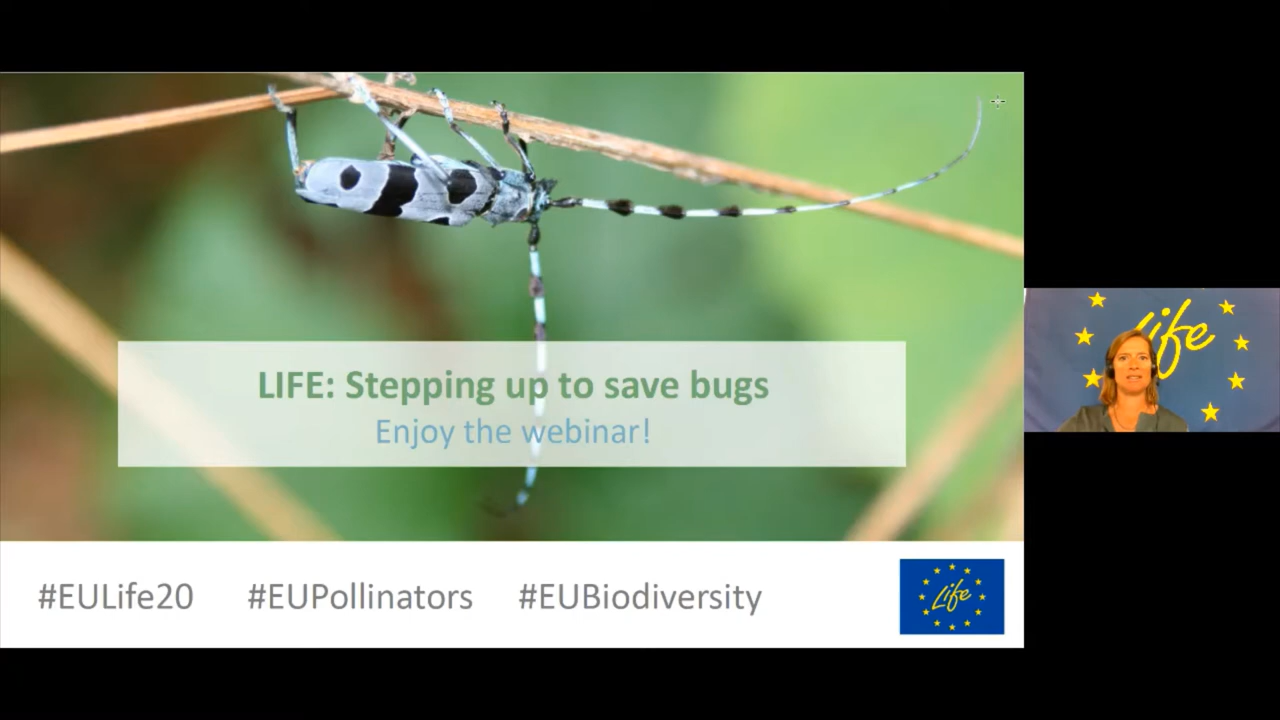 LIFE: Stepping up to save bugs
Enjoy the webinar!
life
#EULife20 #EUPollinators #EUBiodiversity
Life